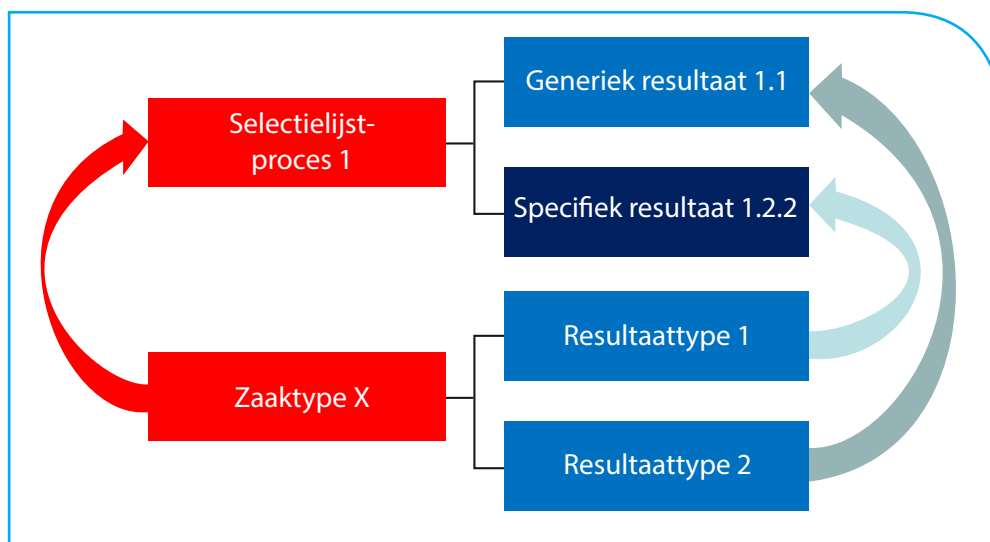 Generiek resultaat 1.1
Selectielijst-
proces 1
Specifiek resultaat 1.2.2
Resultaattype 1
Zaaktype X
Resultaattype 2